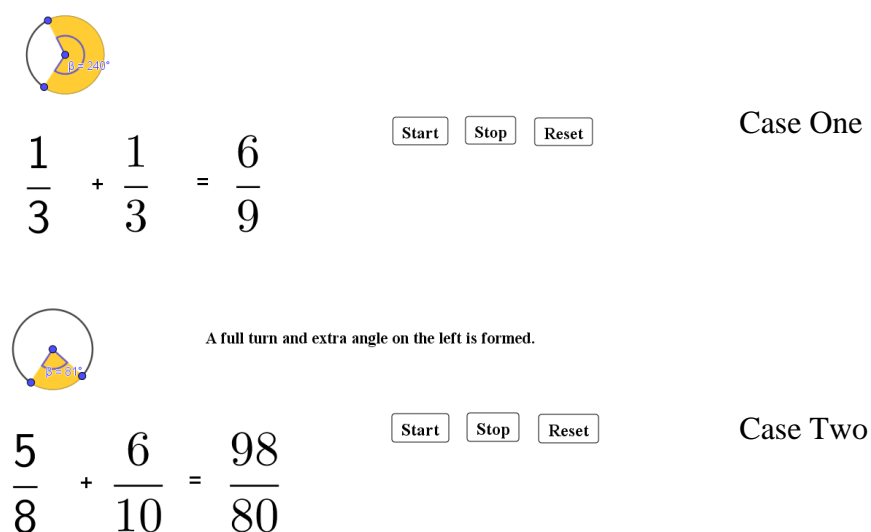 β = 240°
Case One
Start Stop Reset
1/3 + 1/3 = 6/9
A full turn and extra angle on the left is formed.
β = 81°
Start Stop Reset
Case Two
5/8 + 6/10 = 98/80